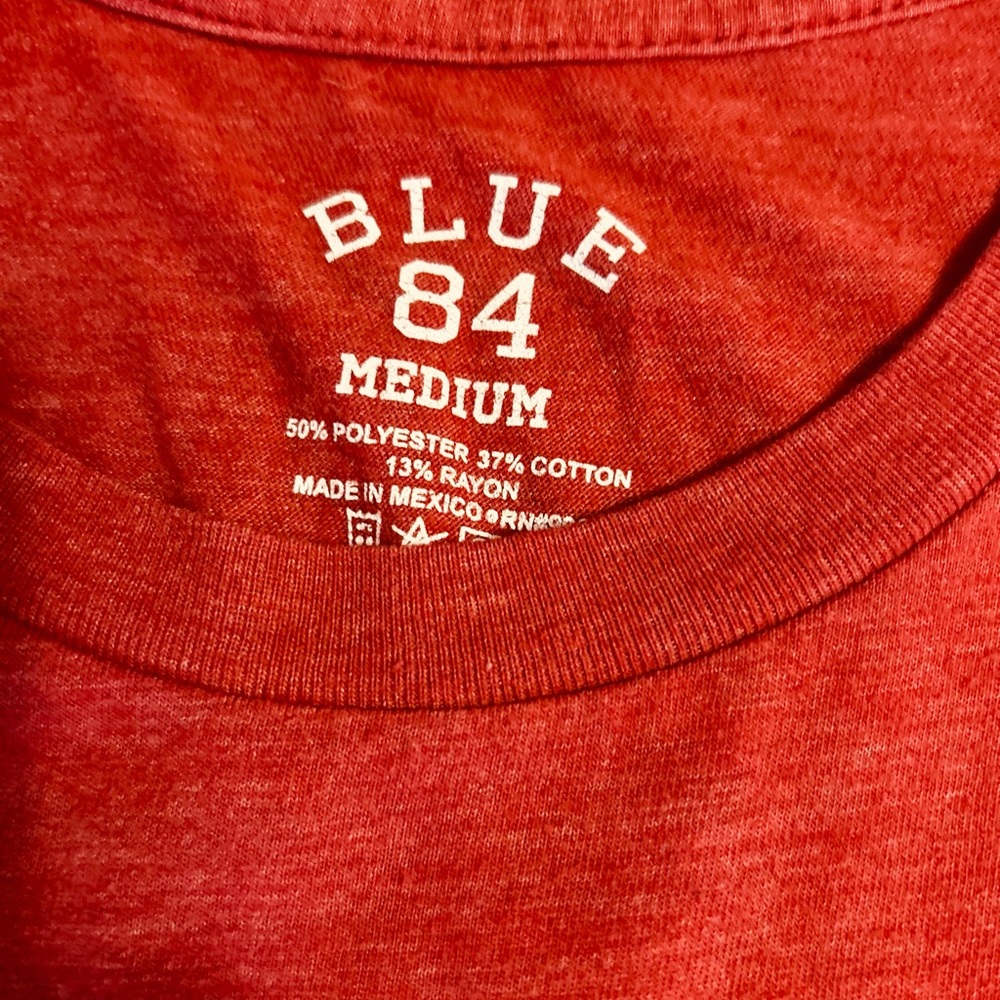 BLUE
84
MEDIUM
50% POLYESTER 37% COTTON
13% RAYON
MADE IN MEXICO